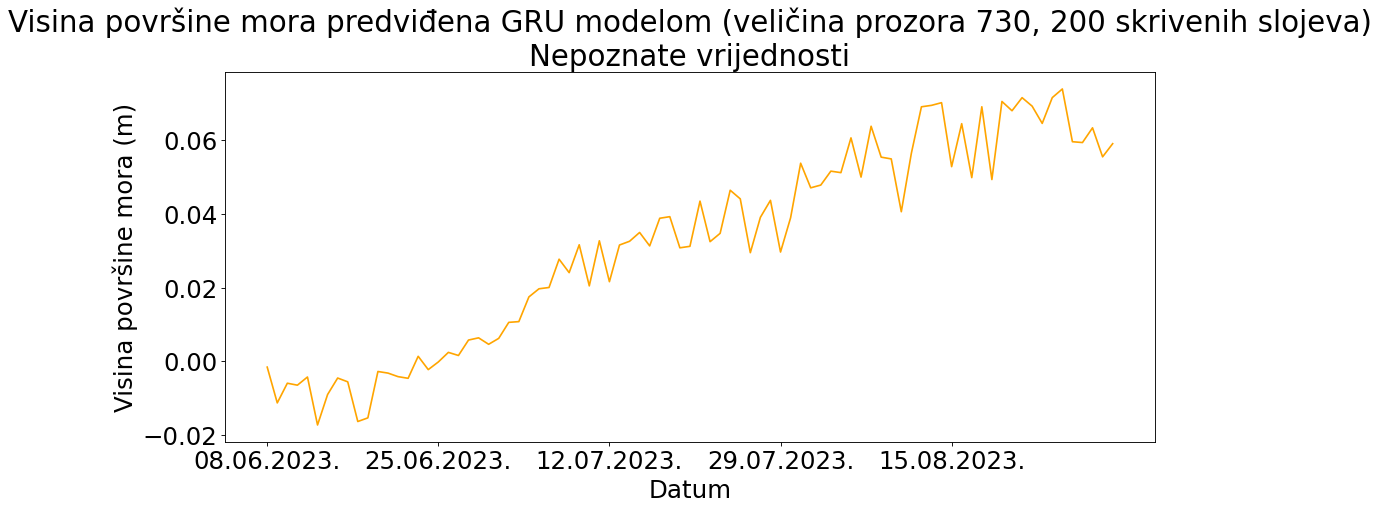 Visina površine mora predviđena GRU modelom (veličina prozora 730, 200 skrivenih slojeva)
Nepoznate vrijednosti
Visina površine mora (m)
0.06
0.04
0.02
0.00
−0.02
08.06.2023. 25.06.2023. 12.07.2023. 29.07.2023. 15.08.2023.
Datum